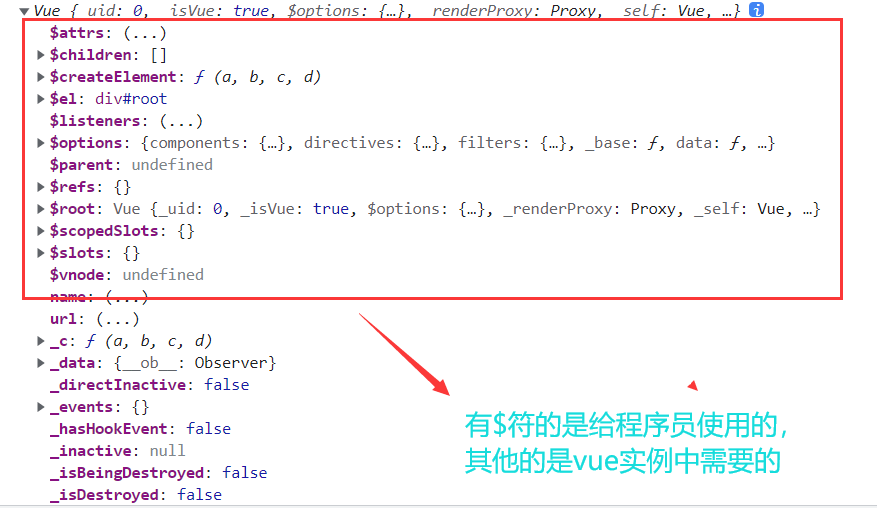 Vue {_uid: 0, _isVue: true, $options: {…}, _renderProxy: Proxy, _self: Vue, …}
$attrs: (...)
$children: []
$createElement: ƒ (a, b, c, d)
$el: div#root
$listeners: (...)
$options: {components: {…}, directives: {…}, filters: {…}, _base: ƒ, data: ƒ, …}
$parent: undefined
$refs: {}
$root: Vue {_uid: 0, _isVue: true, $options: {…}, _renderProxy: Proxy, _self: Vue, …}
$scopedSlots: {}
$slots: {}
$vnode: undefined
name: (...)
url: (...)
_c: ƒ (a, b, c, d)
_data: {__ob__: Observer}
_directInactive: false
_events: {}
_hasHookEvent: false
_inactive: null
_isBeingDestroyed: false
_isDestroyed: false
有$符的是给程序员使用的，
其他的是vue实例中需要的